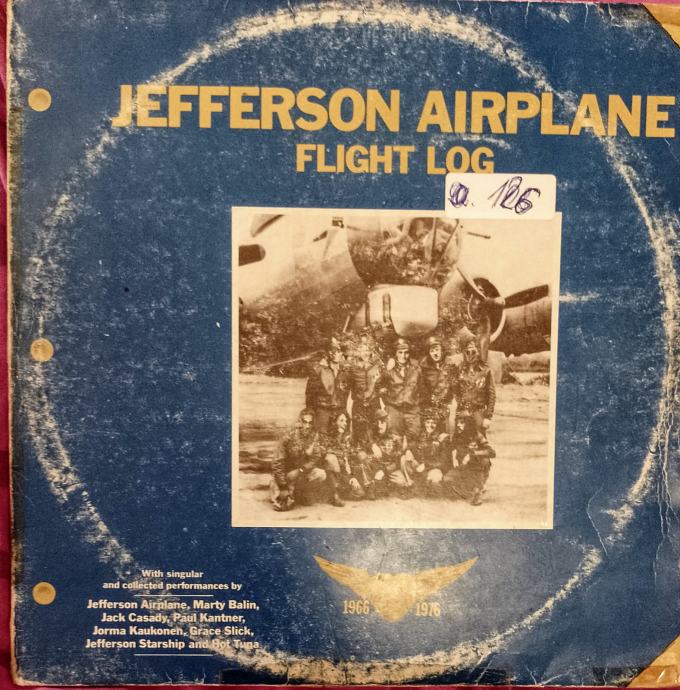 JEFFERSON AIRPLANE
FLIGHT LOG
a. 126
With singular
and collected performances by
Jefferson Airplane, Marty Balin,
Jack Casady, Paul Kantner,
Jorma Kaukonen, Grace Slick,
Jefferson Starship and Hot Tuna
1966 1976